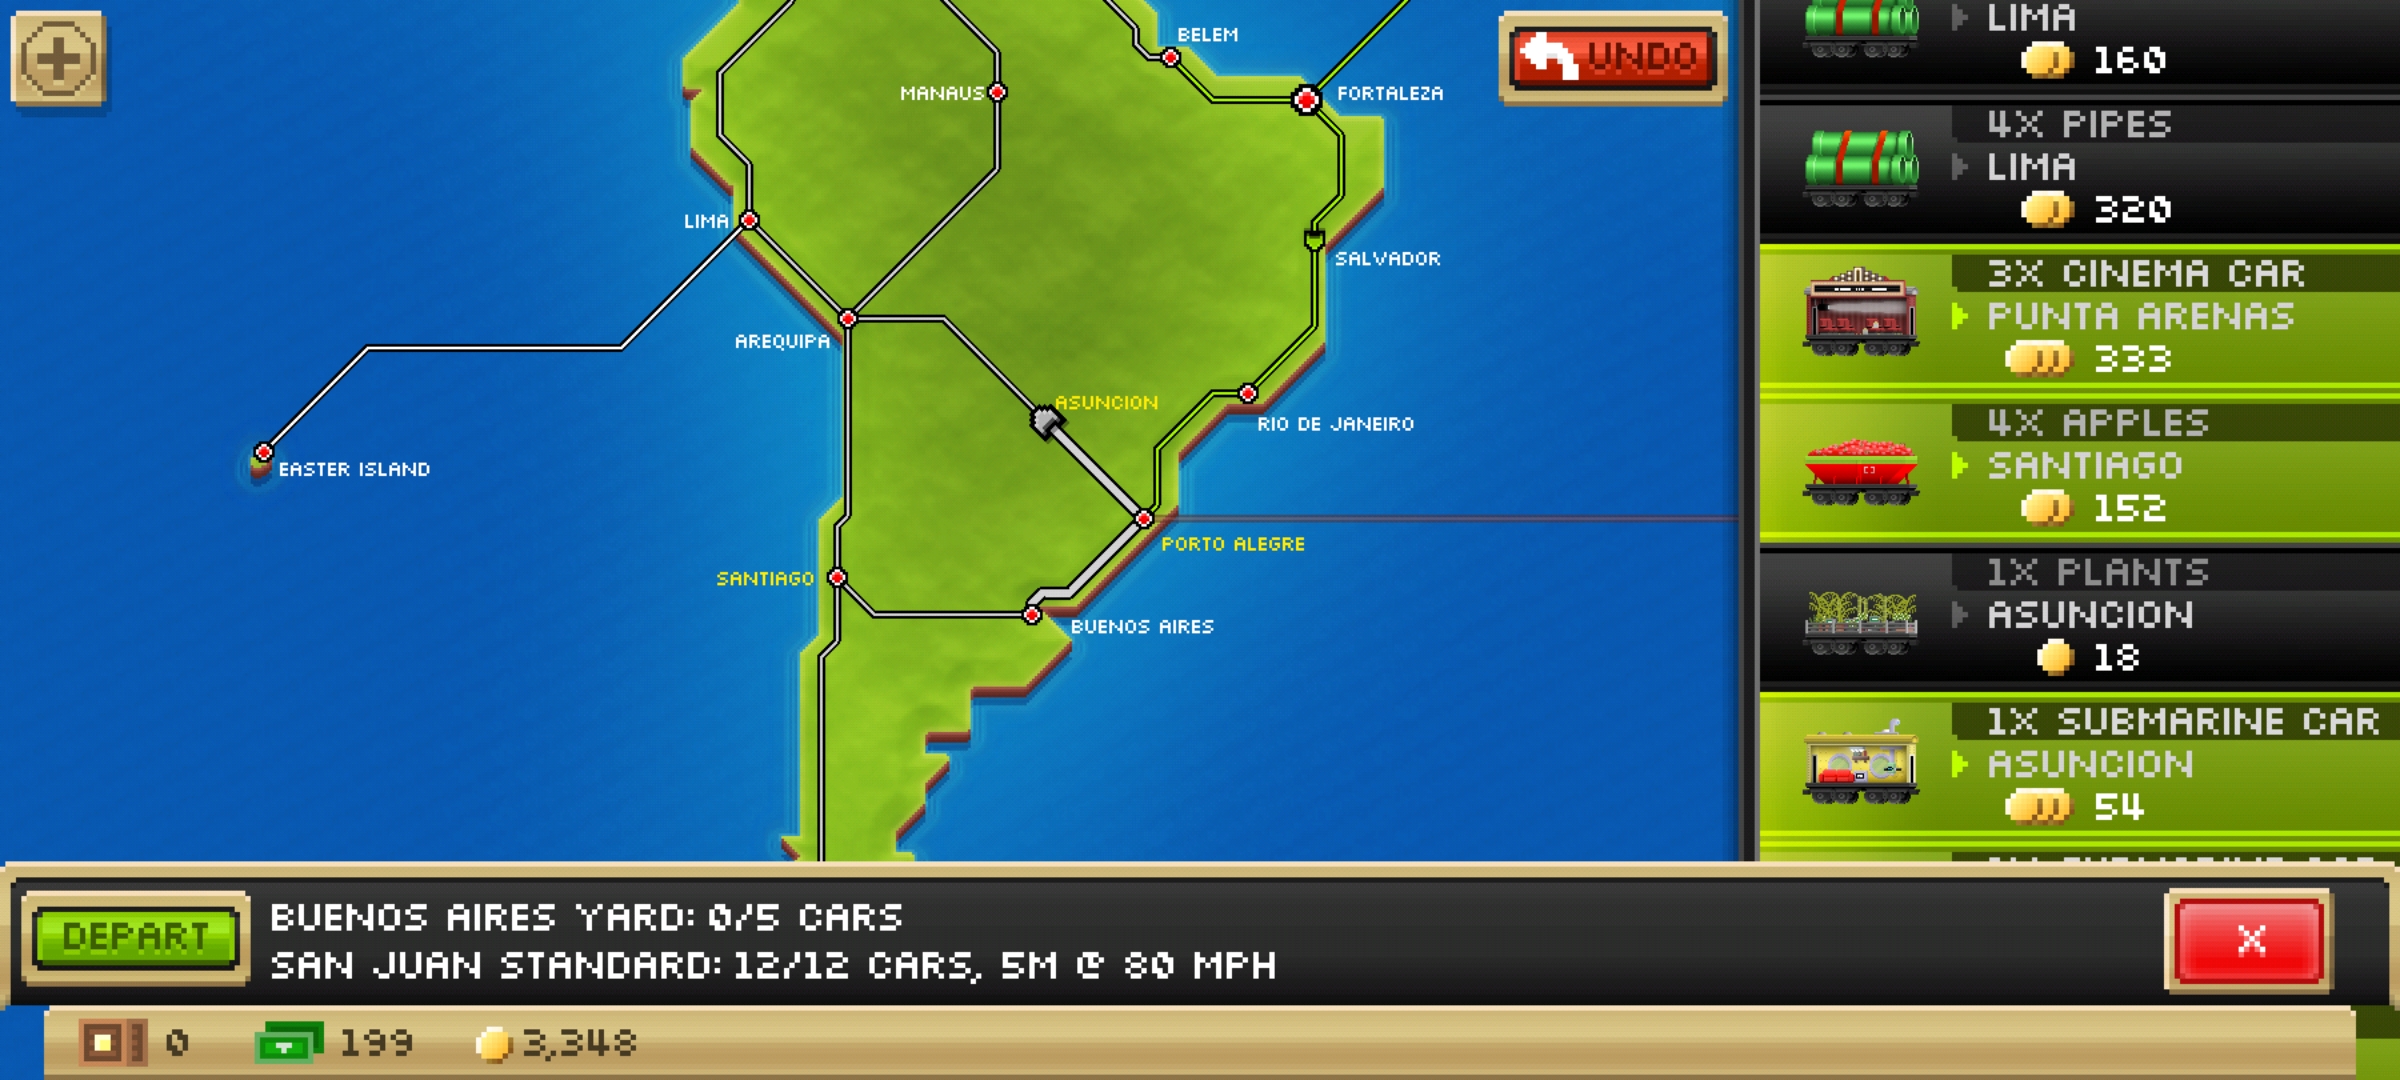 BELEM
UNDO
MANAUS
FORTALEZA
LIMA
SALVADOR
AREQUIPA
ASUNCION
RIO DE JANEIRO
EASTER ISLAND
PORTO ALEGRE
SANTIAGO
BUENOS AIRES
LIMA
160
4X PIPES
LIMA
320
3X CINEMA CAR
PUNTA ARENAS
333
4X APPLES
SANTIAGO
152
1X PLANTS
ASUNCION
18
1X SUBMARINE CAR
ASUNCION
54
DEPART
BUENOS AIRES YARD: 0/5 CARS
SAN JUAN STANDARD: 12/12 CARS, 5M @ 80 MPH
X
0
199
3,348